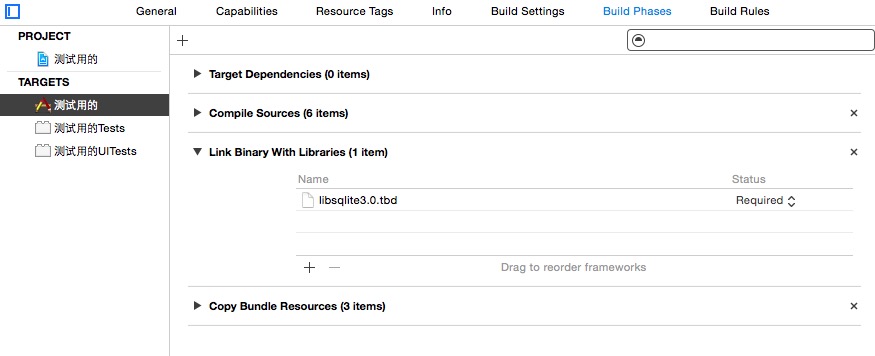 General Capabilities Resource Tags Info Build Settings Build Phases Build Rules
PROJECT
测试用的
TARGETS
测试用的
测试用的Tests
测试用的UITests
Target Dependencies (0 items)
Compile Sources (6 items)
Link Binary With Libraries (1 item)
Name Status
libsqlite3.0.tbd Required
Drag to reorder frameworks
Copy Bundle Resources (3 items)